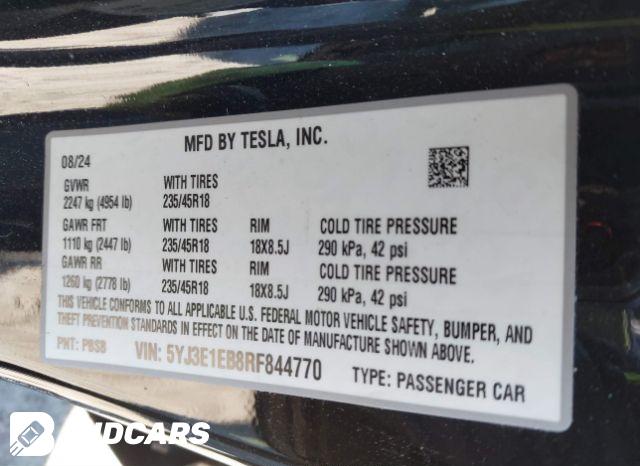 MFD BY TESLA, INC.
08/24
GVWR WITH TIRES
2247 kg (4954 lb) 235/45R18
GAWR FRT WITH TIRES RIM COLD TIRE PRESSURE
1110 kg (2447 lb) 235/45R18 18X8.5J 290 kPa, 42 psi
GAWR RR WITH TIRES RIM COLD TIRE PRESSURE
1260 kg (2778 lb) 235/45R18 18X8.5J 290 kPa, 42 psi
THIS VEHICLE CONFORMS TO ALL APPLICABLE U.S. FEDERAL MOTOR VEHICLE SAFETY, BUMPER, AND
THEFT PREVENTION STANDARDS IN EFFECT ON THE DATE OF MANUFACTURE SHOWN ABOVE.
PNT: PBSB VIN: 5YJ3E1EB8RF844770 TYPE: PASSENGER CAR
BIDCARS